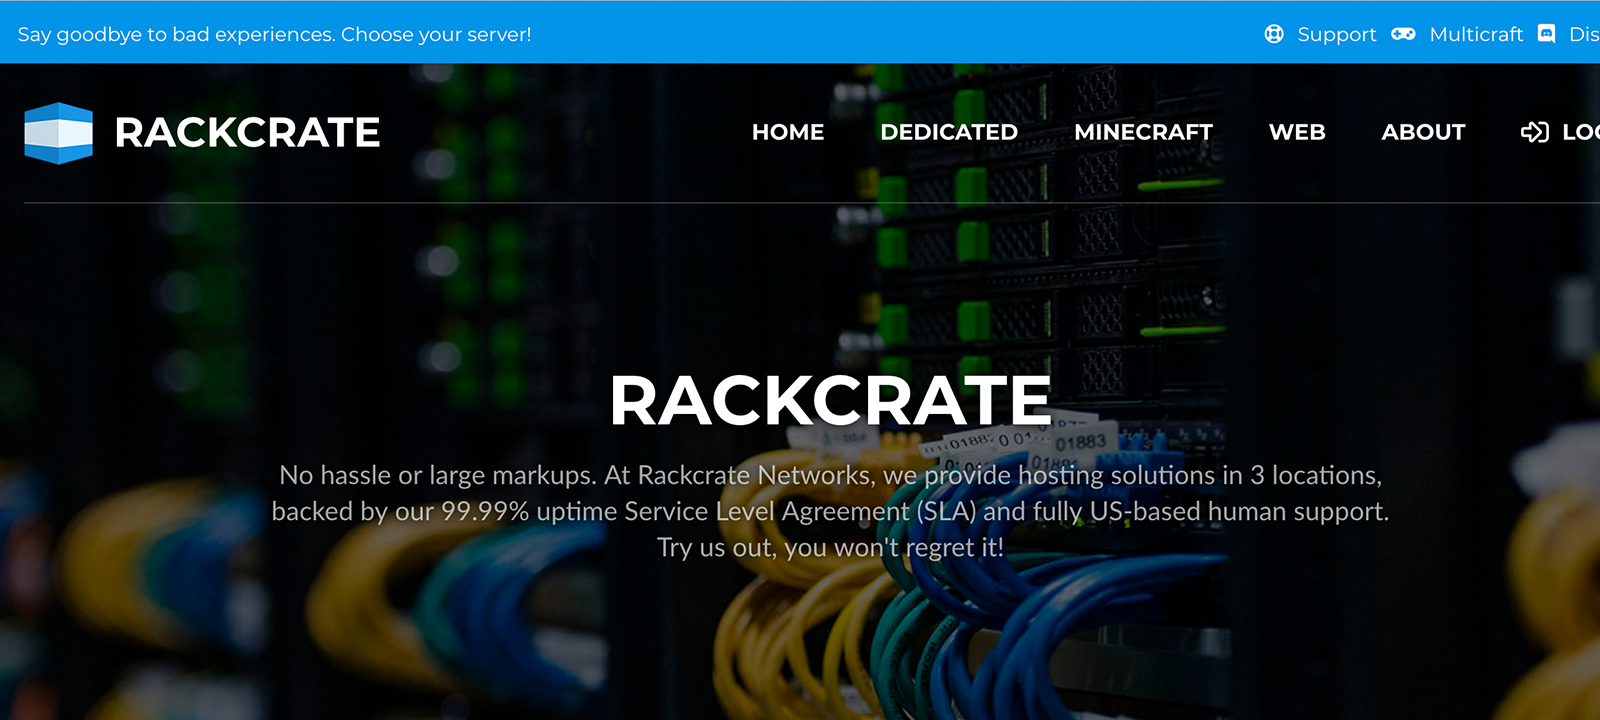 Say goodbye to bad experiences. Choose your server!
Support Multicraft Dis
RACKCRATE
HOME DEDICATED MINECRAFT WEB ABOUT LOG
RACKCRATE
No hassle or large markups. At Rackcrate Networks, we provide hosting solutions in 3 locations,
backed by our 99.99% uptime Service Level Agreement (SLA) and fully US-based human support.
Try us out, you won't regret it!
01883